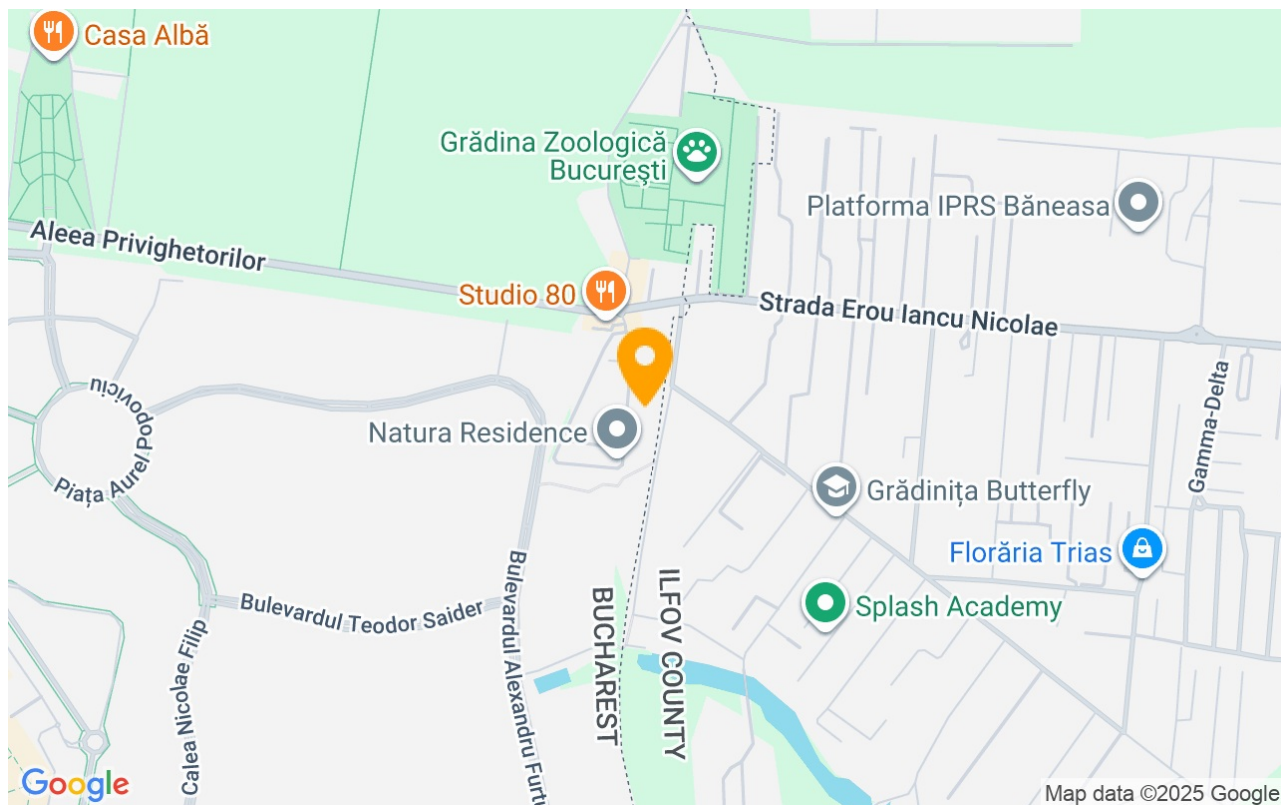 Casa Albă
Grădina Zoologică
București
Platforma IPRS Băneasa
Aleea Privighetorilor
Studio 80
Strada Erou Iancu Nicolae
Piața Aurel Popoviciu
Natura Residence
Gamma-Delta
Grădinița Butterfly
Florăria Trias
Bulevardul Teodor Saider
Splash Academy
BUCHAREST
ILFOV COUNTY
Calea Nicolae Filip
Bulevardul Alexandru Furtu
Google
Map data ©2025 Google